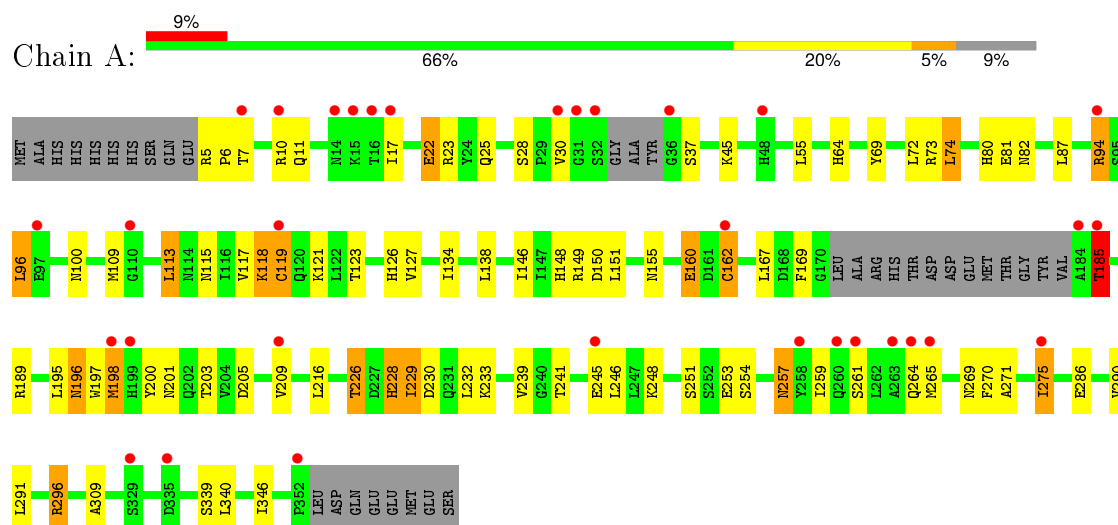 9%
Chain A:
66% 20% 5% 9%
MET ALA HIS HIS HIS HIS HIS HIS SER GLN GLU R5 P6 T7 R10 Q11 N14 K15 T16 I17 E22 R23 Y24 Q25 S28 P29 V30 G31 S32 GLY ALA TYR G36 S37 K45 H48 L55 H64 Y69 L72 R73 L74 H80 E81 N82 L87 R94 S95
L96 E97 N100 M109 G110 L113 N114 N115 I116 V117 K118 C119 Q120 K121 L122 T123 H126 V127 I134 L138 I146 I147 H148 R149 D150 L151 N155 E160 D161 C162 L167 D168 F169 G170 LEU ALA ARG HIS THR ASP ASP GLU MET THR GLY TYR VAL A184 T185
R189 L195 N196 W197 M198 H199 Y200 N201 Q202 T203 V204 D205 V209 L216 T226 D227 H228 I229 D230 Q231 L232 K233 V239 G240 T241 E245 L246 L247 K248 S251 S252 E253 S254 N257 Y258 I259 Q260 S261 L262 A263 Q264 M265 N269 F270 A271 I275 E286
L291 R296 A309 S329 D335 S339 L340 I346 P352 LEU ASP GLN GLU GLU MET GLU SER